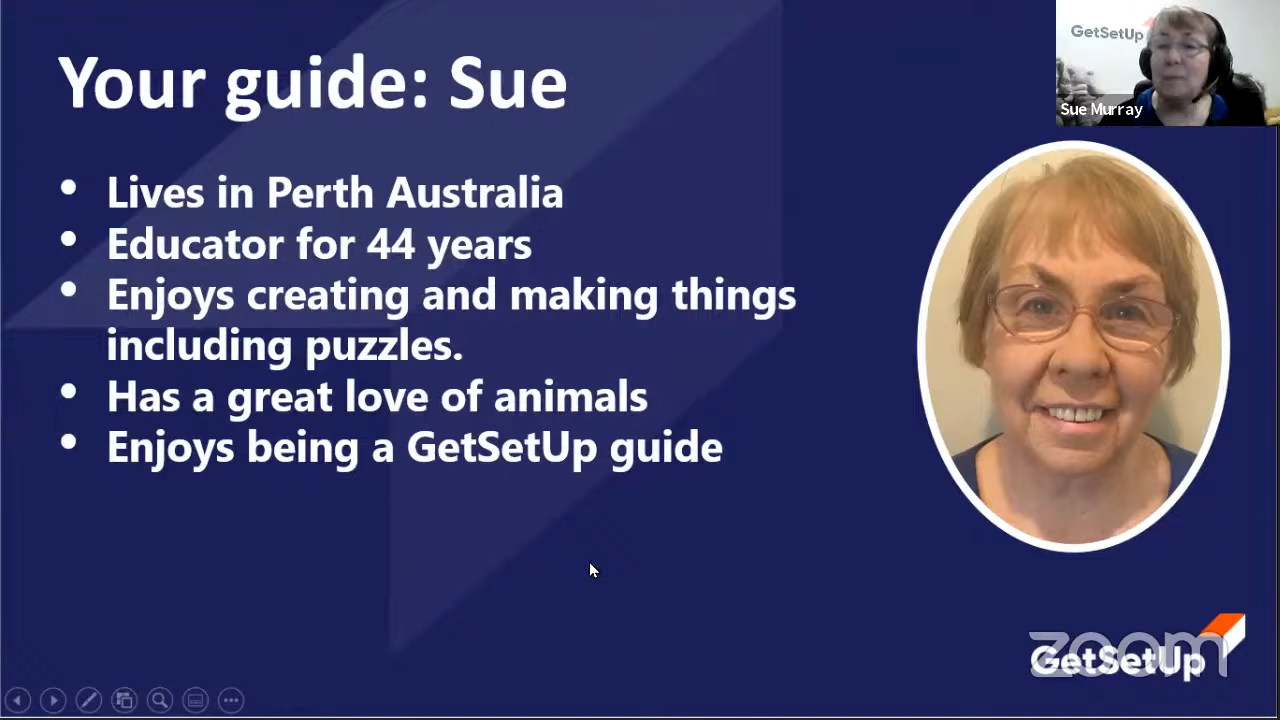 Your guide: Sue
GetSetUp
Sue Murray
• Lives in Perth Australia
• Educator for 44 years
• Enjoys creating and making things
including puzzles.
• Has a great love of animals
• Enjoys being a GetSetUp guide
zoom
GetSetUp